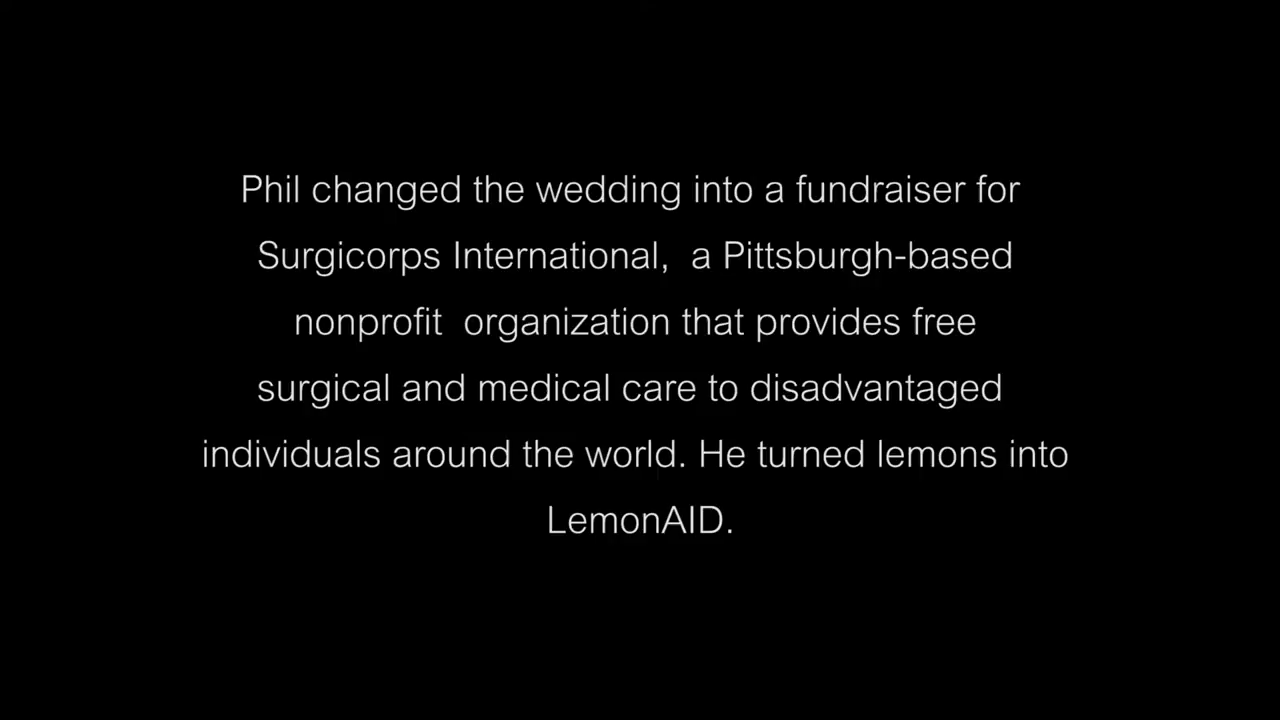 Phil changed the wedding into a fundraiser for
Surgicorps International,  a Pittsburgh-based
nonprofit  organization that provides free
surgical and medical care to disadvantaged
individuals around the world. He turned lemons into
LemonAID.